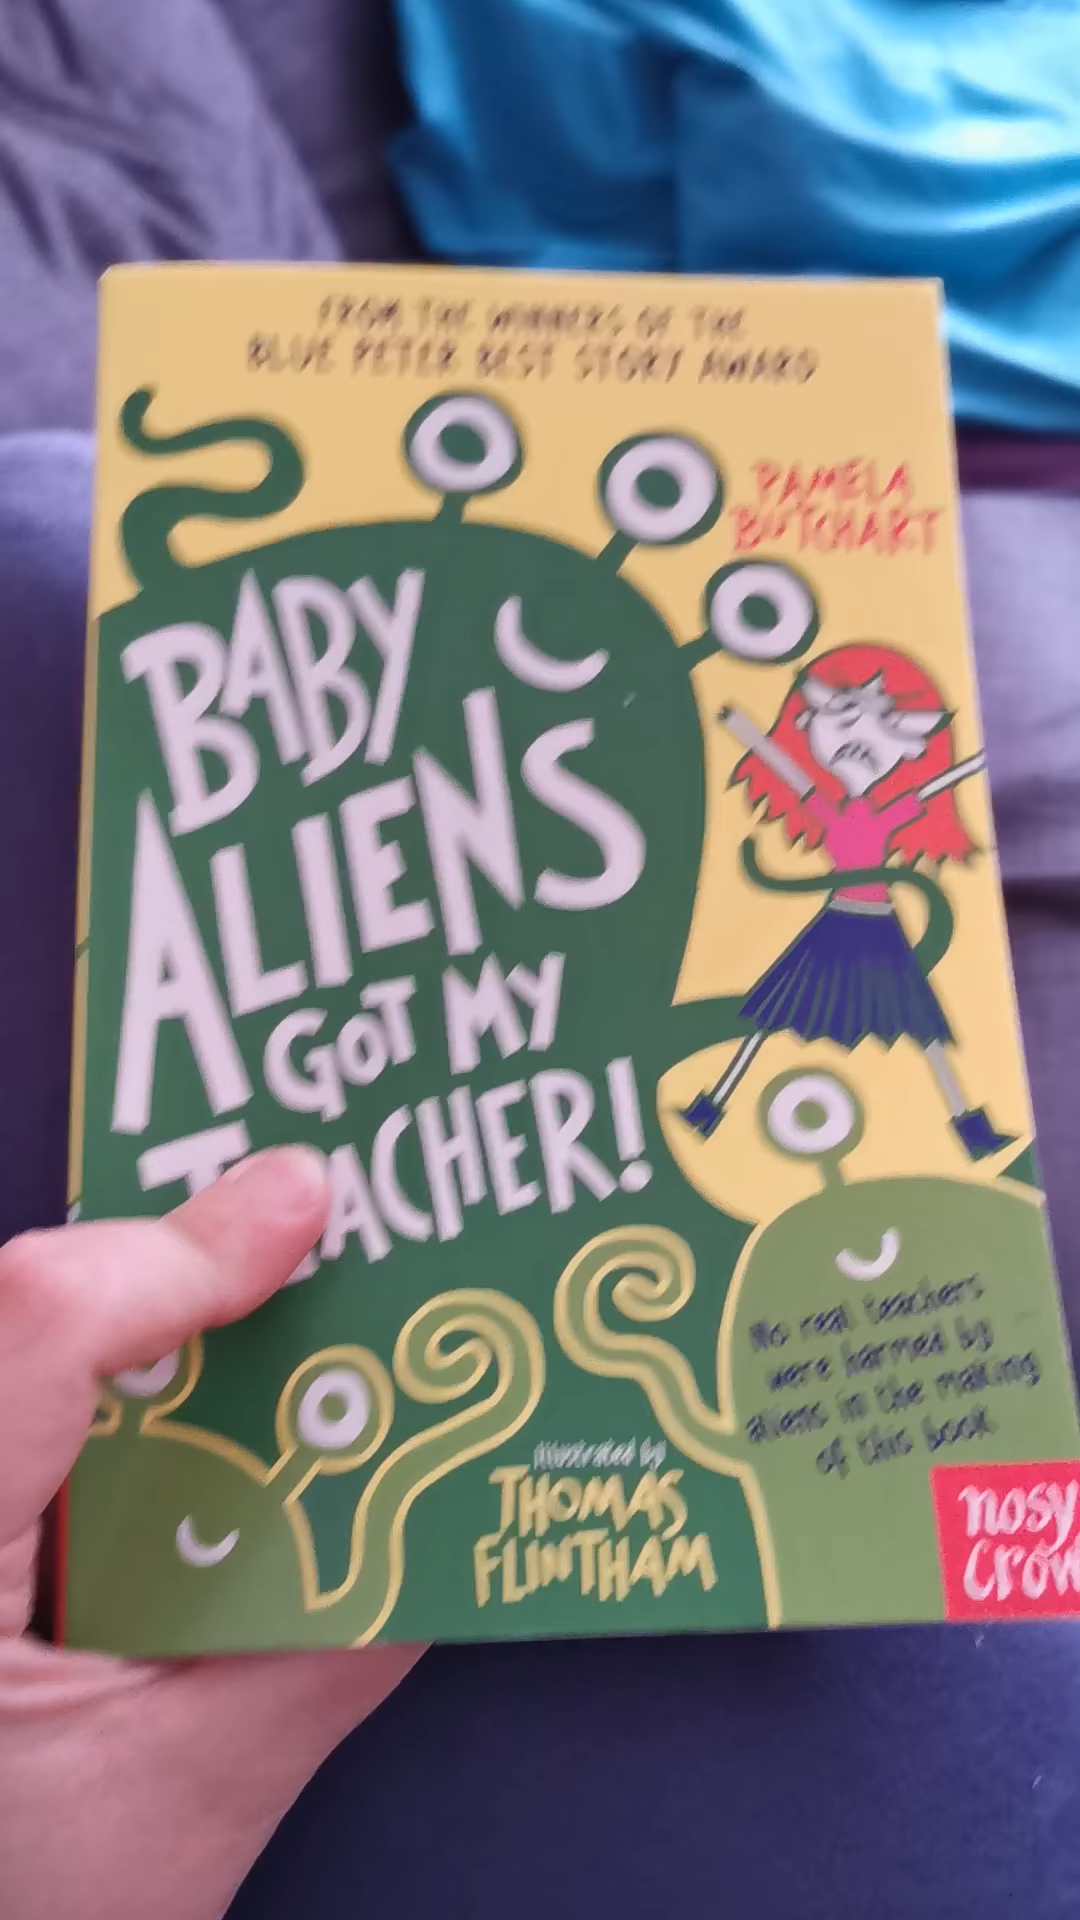 FROM THE WINNERS OF THE
BLUE PETER BEST STORY AWARD
PAMELA
BUTCHART
BABY
ALIENS
GOT MY
TEACHER!
No real teachers
were harmed by
aliens in the making
of this book
illustrated by
THOMAS
FLINTHAM
nosy
crow